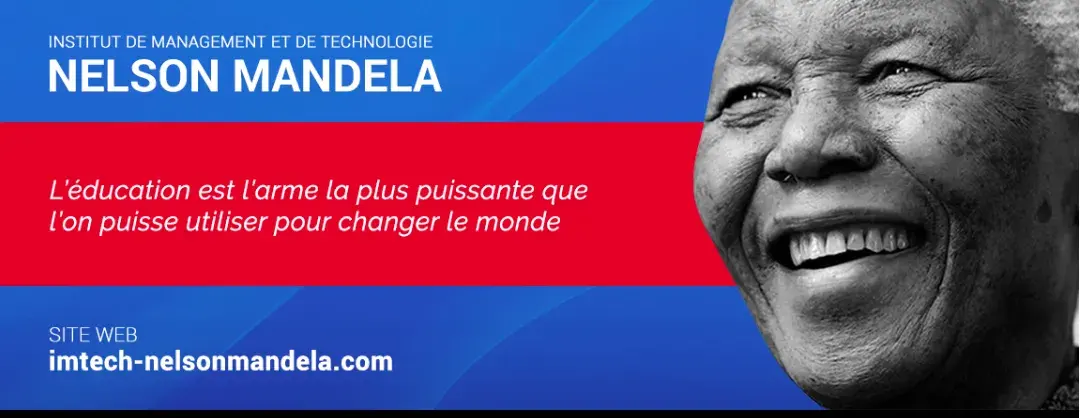 INSTITUT DE MANAGEMENT ET DE TECHNOLOGIE
NELSON MANDELA
L'éducation est l'arme la plus puissante que
l'on puisse utiliser pour changer le monde
SITE WEB
imtech-nelsonmandela.com